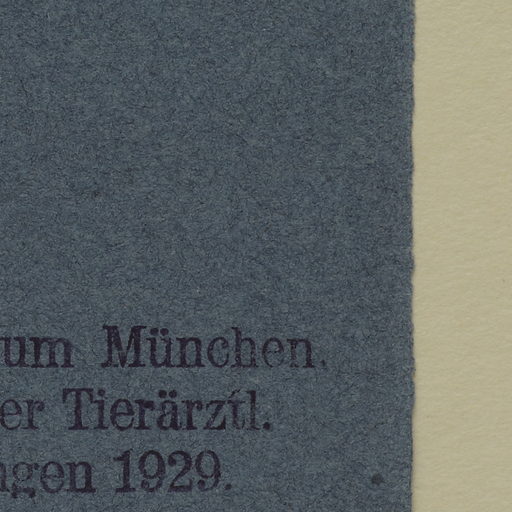 um München.
er Tierärztl.
ngen 1929.